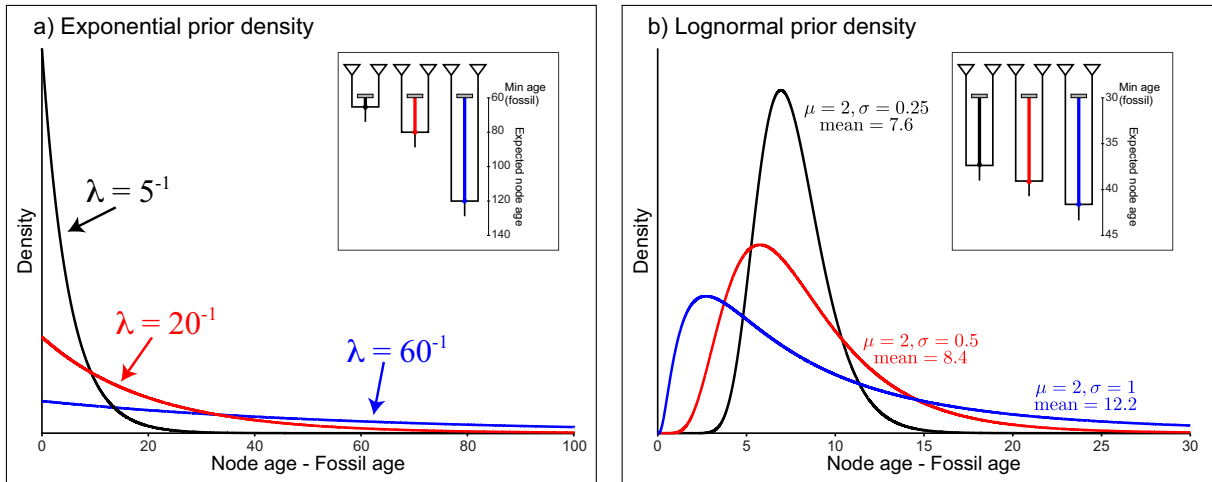 a) Exponential prior density
Density
λ = 5⁻¹
λ = 20⁻¹
λ = 60⁻¹
Min age
(fossil)
60
80
100
120
140
Expected node age
0
20
40
60
80
100
Node age - Fossil age
b) Lognormal prior density
Density
μ = 2, σ = 0.25
mean = 7.6
μ = 2, σ = 0.5
mean = 8.4
μ = 2, σ = 1
mean = 12.2
Min age
(fossil)
30
35
40
45
Expected node age
0
5
10
15
20
25
30
Node age - Fossil age